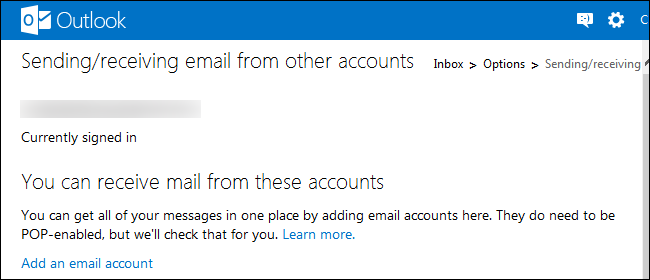 Outlook
Sending/receiving email from other accounts
Inbox > Options > Sending/receiving
Currently signed in
You can receive mail from these accounts
You can get all of your messages in one place by adding email accounts here. They do need to be
POP-enabled, but we'll check that for you. Learn more.
Add an email account